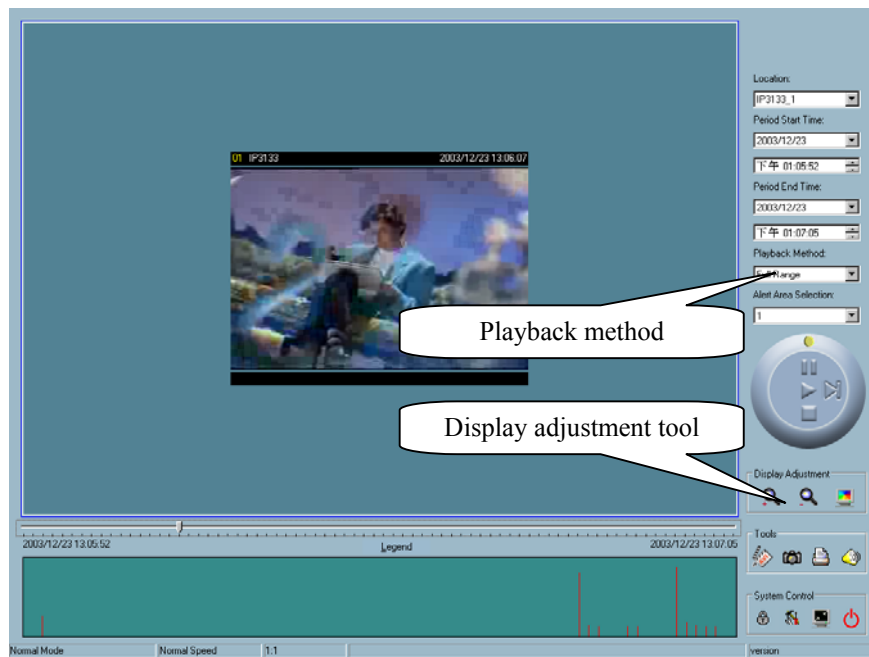 01 IP3133 2003/12/23 13:06:07
Location:
IP3133_1
Period Start Time:
2003/12/23
下午 01:05:52
Period End Time:
2003/12/23
下午 01:07:05
Playback Method:
Full Range
Alert Area Selection:
1
Playback method
Display adjustment tool
Display Adjustment
2003/12/23 13:05:52 Legend 2003/12/23 13:07:05
Tools
System Control
Normal Mode Normal Speed 1:1 version